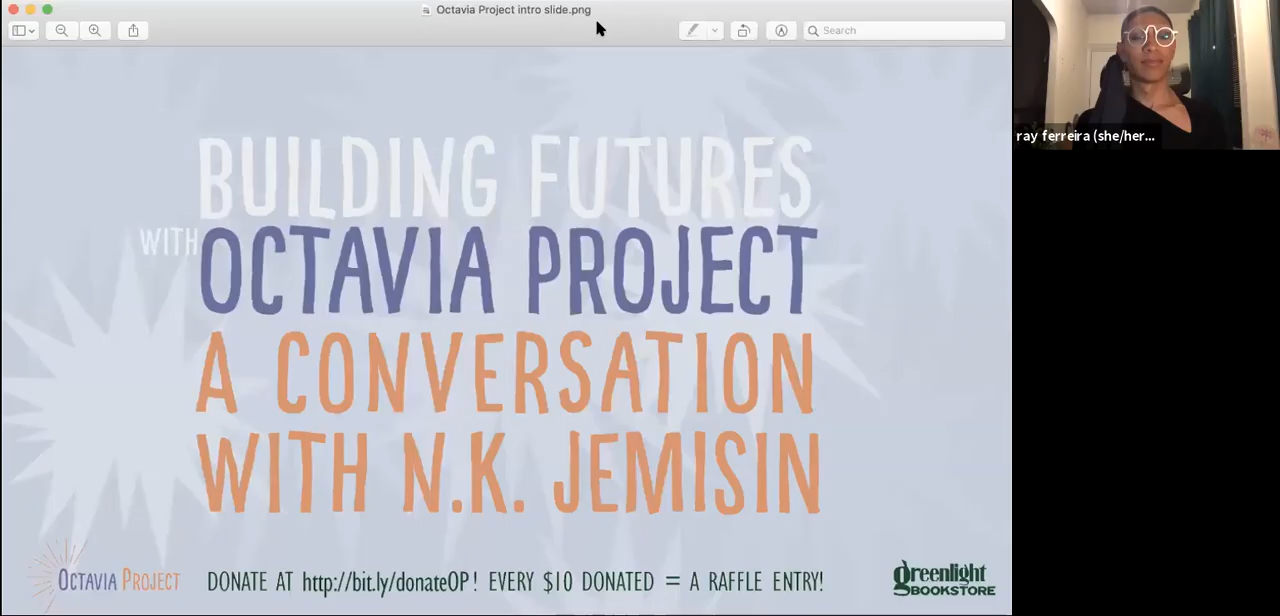 Octavia Project intro slide.png
Search
ray ferreira (she/her...
BUILDING FUTURES
WITH OCTAVIA PROJECT
A CONVERSATION
WITH N.K. JEMISIN
OCTAVIA PROJECT
DONATE AT http://bit.ly/donateOP! EVERY $10 DONATED = A RAFFLE ENTRY!
greenlight
BOOKSTORE